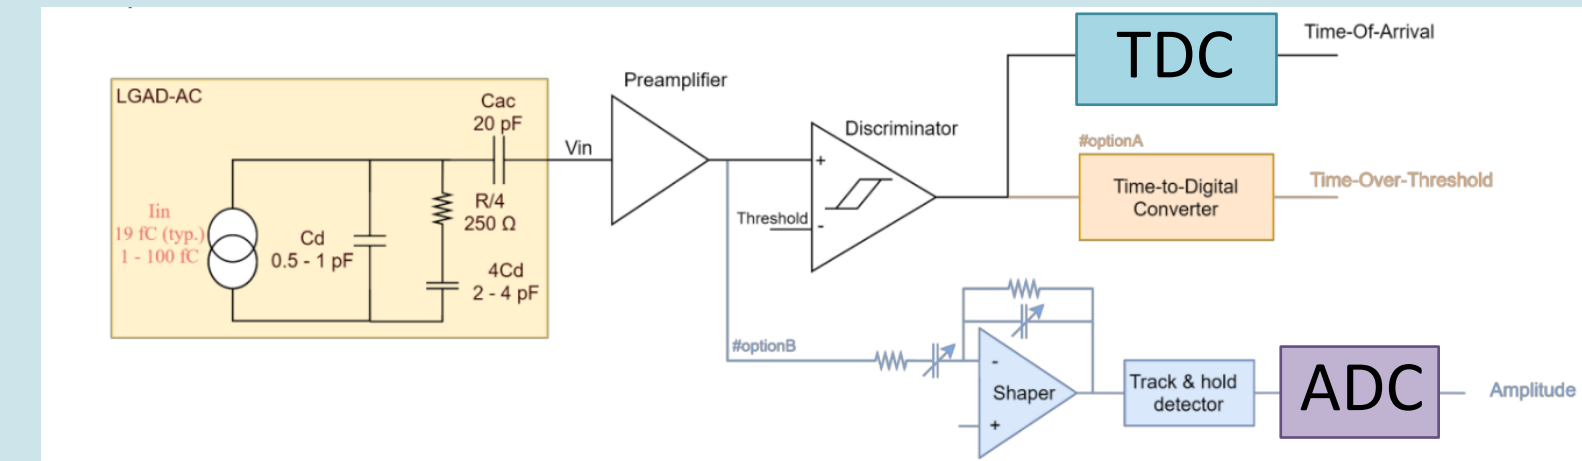 LGAD-AC
Cac
20 pF
Iin
19 fC (typ.)
1 - 100 fC
Cd
0.5 - 1 pF
R/4
250 Ω
4Cd
2 - 4 pF
Vin
Preamplifier
Discriminator
+
Threshold
-
TDC
Time-Of-Arrival
#optionA
Time-to-Digital
Converter
Time-Over-Threshold
#optionB
-
Shaper
+
Track & hold
detector
ADC
Amplitude